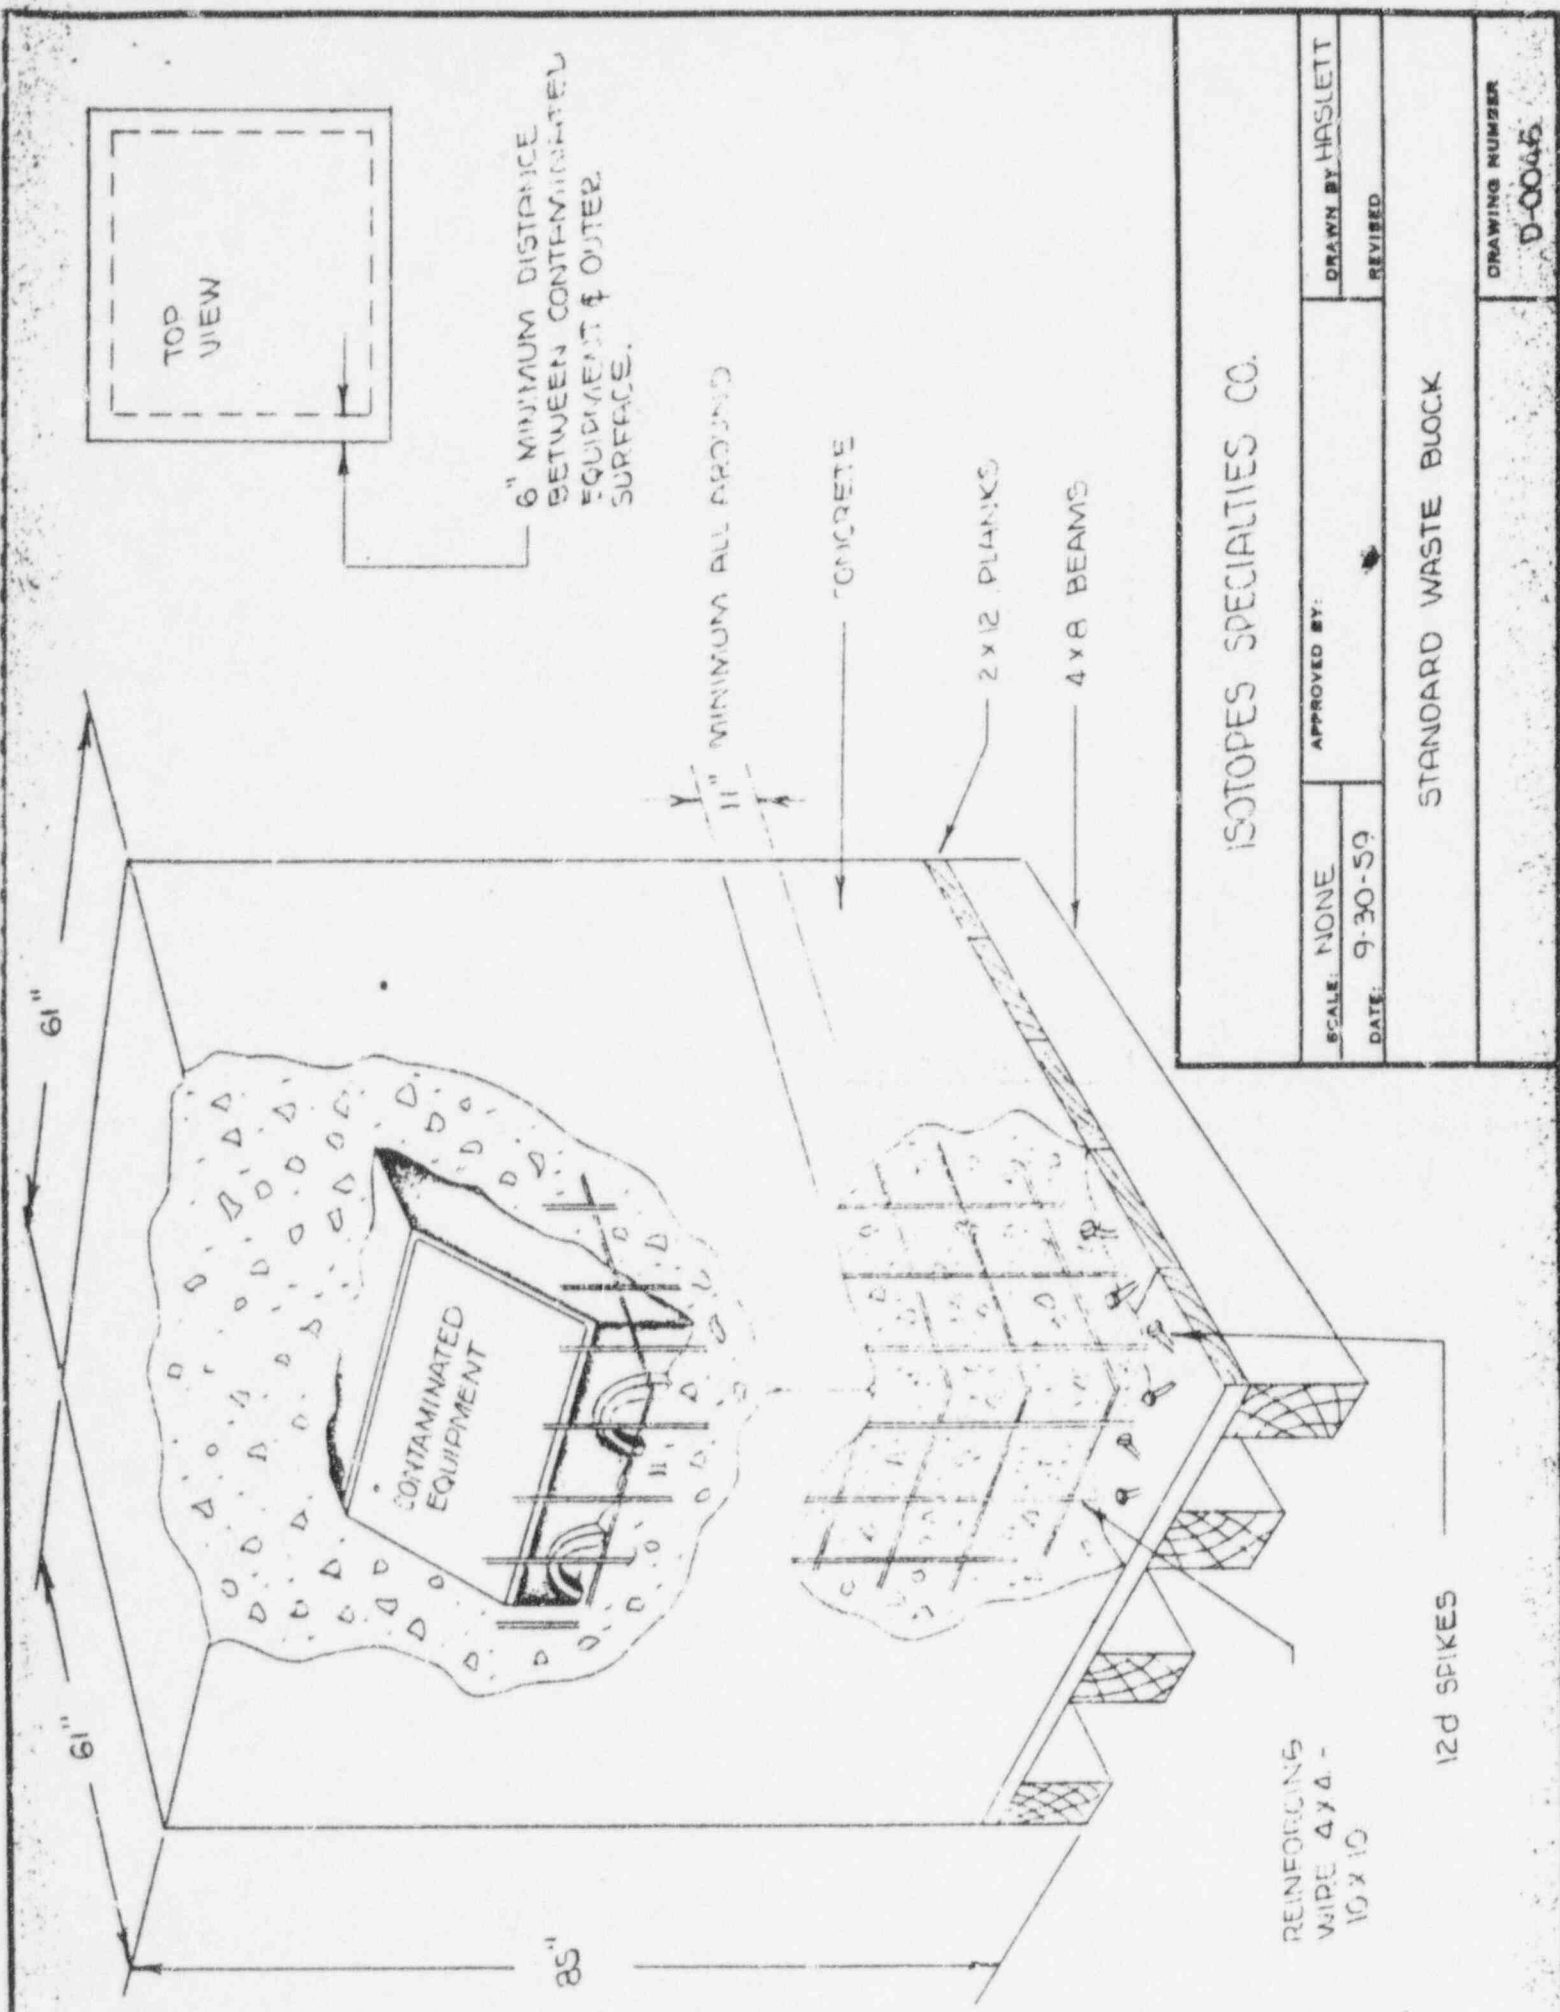 TOP
VIEW
6" MINIMUM DISTANCE
BETWEEN CONTAMINATED
EQUIPMENT & OUTER
SURFACE.
61"
61"
85"
11" MINIMUM ALL AROUND
CONCRETE
2 X 12 PLANKS
4 X 8 BEAMS
CONTAMINATED
EQUIPMENT
REINFORCING
WIRE 4 X 4 -
10 X 10
12d SPIKES
ISOTOPES SPECIALTIES CO.
SCALE: NONE
APPROVED BY:
DRAWN BY HASLETT
DATE: 9-30-59
REVISED
STANDARD WASTE BLOCK
DRAWING NUMBER